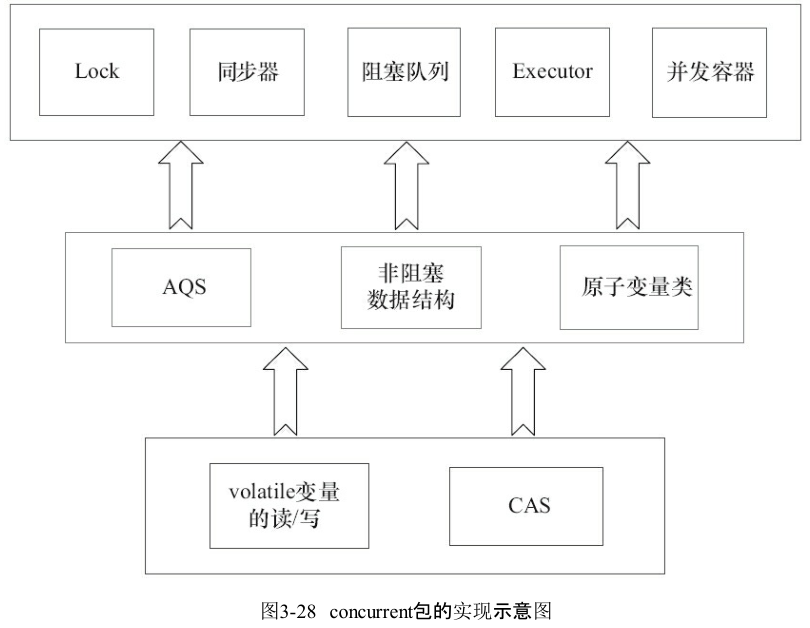 Lock
同步器
阻塞队列
Executor
并发容器
AQS
非阻塞
数据结构
原子变量类
volatile变量
的读/写
CAS
图3-28 concurrent包的实现示意图